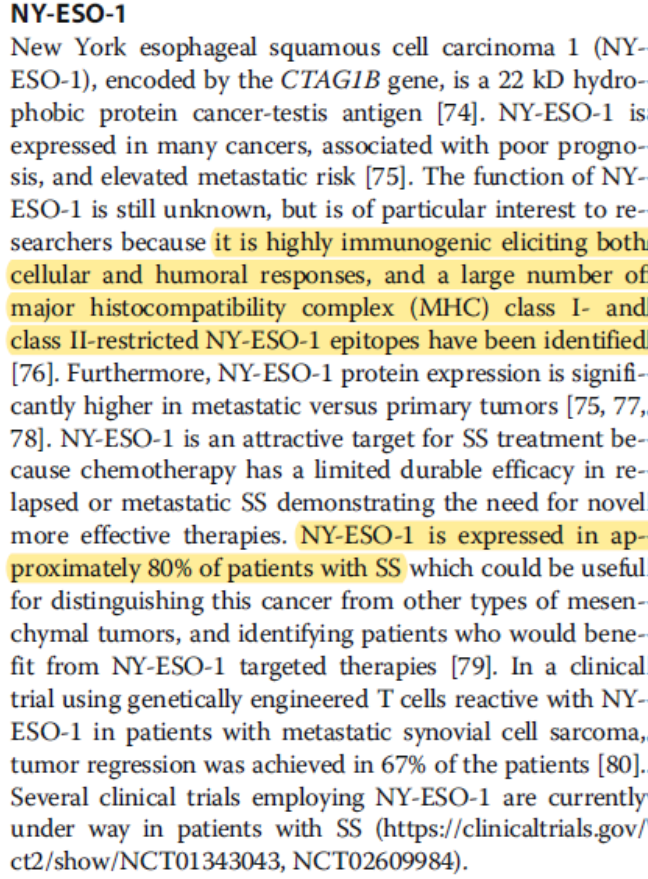 NY-ESO-1
New York esophageal squamous cell carcinoma 1 (NY-
ESO-1), encoded by the CTAG1B gene, is a 22 kD hydro-
phobic protein cancer-testis antigen [74]. NY-ESO-1 is
expressed in many cancers, associated with poor progno-
sis, and elevated metastatic risk [75]. The function of NY-
ESO-1 is still unknown, but is of particular interest to re-
searchers because it is highly immunogenic eliciting both
cellular and humoral responses, and a large number of
major histocompatibility complex (MHC) class I- and
class II-restricted NY-ESO-1 epitopes have been identified
[76]. Furthermore, NY-ESO-1 protein expression is signifi-
cantly higher in metastatic versus primary tumors [75, 77,
78]. NY-ESO-1 is an attractive target for SS treatment be-
cause chemotherapy has a limited durable efficacy in re-
lapsed or metastatic SS demonstrating the need for novel
more effective therapies. NY-ESO-1 is expressed in ap-
proximately 80% of patients with SS which could be useful
for distinguishing this cancer from other types of mesen-
chymal tumors, and identifying patients who would bene-
fit from NY-ESO-1 targeted therapies [79]. In a clinical
trial using genetically engineered T cells reactive with NY-
ESO-1 in patients with metastatic synovial cell sarcoma,
tumor regression was achieved in 67% of the patients [80].
Several clinical trials employing NY-ESO-1 are currently
under way in patients with SS (https://clinicaltrials.gov/
ct2/show/NCT01343043, NCT02609984).